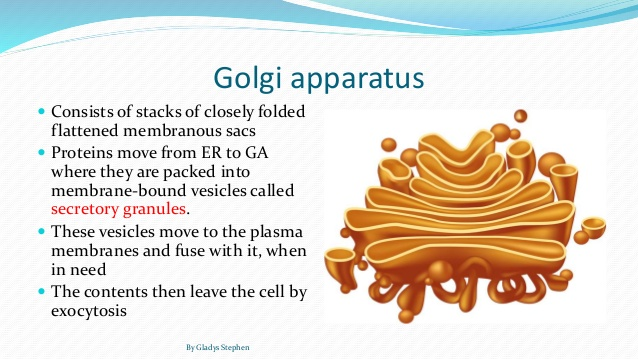 Golgi apparatus
• Consists of stacks of closely folded
flattened membranous sacs
• Proteins move from ER to GA
where they are packed into
membrane-bound vesicles called
secretory granules.
• These vesicles move to the plasma
membranes and fuse with it, when
in need
• The contents then leave the cell by
exocytosis
By Gladys Stephen